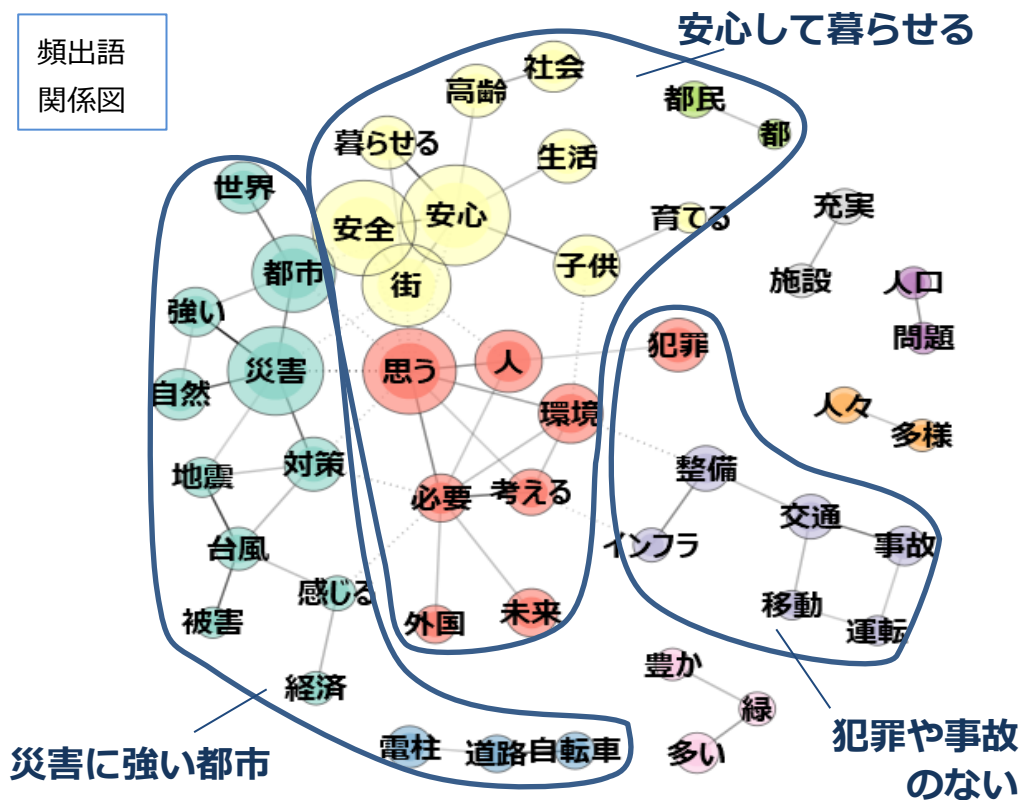 頻出語
関係図
安心して暮らせる
社会
高齢
都民
都
暮らせる
生活
世界
安全
安心
育てる
充実
都市
街
子供
施設
人口
強い
問題
災害
思う
人
犯罪
自然
環境
人々
多様
地震
対策
必要
考える
整備
交通
台風
インフラ
事故
感じる
被害
外国
未来
移動
運転
経済
豊か
緑
電柱
道路
自転車
多い
災害に強い都市
犯罪や事故
のない